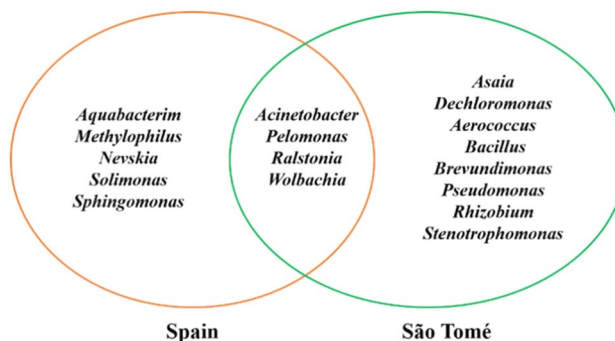 Aquabacterim
Methylophilus
Nevskia
Solimonas
Sphingomonas
Acinetobacter
Pelomonas
Ralstonia
Wolbachia
Asaia
Dechloromonas
Aerococcus
Bacillus
Brevundimonas
Pseudomonas
Rhizobium
Stenotrophomonas
Spain
São Tomé